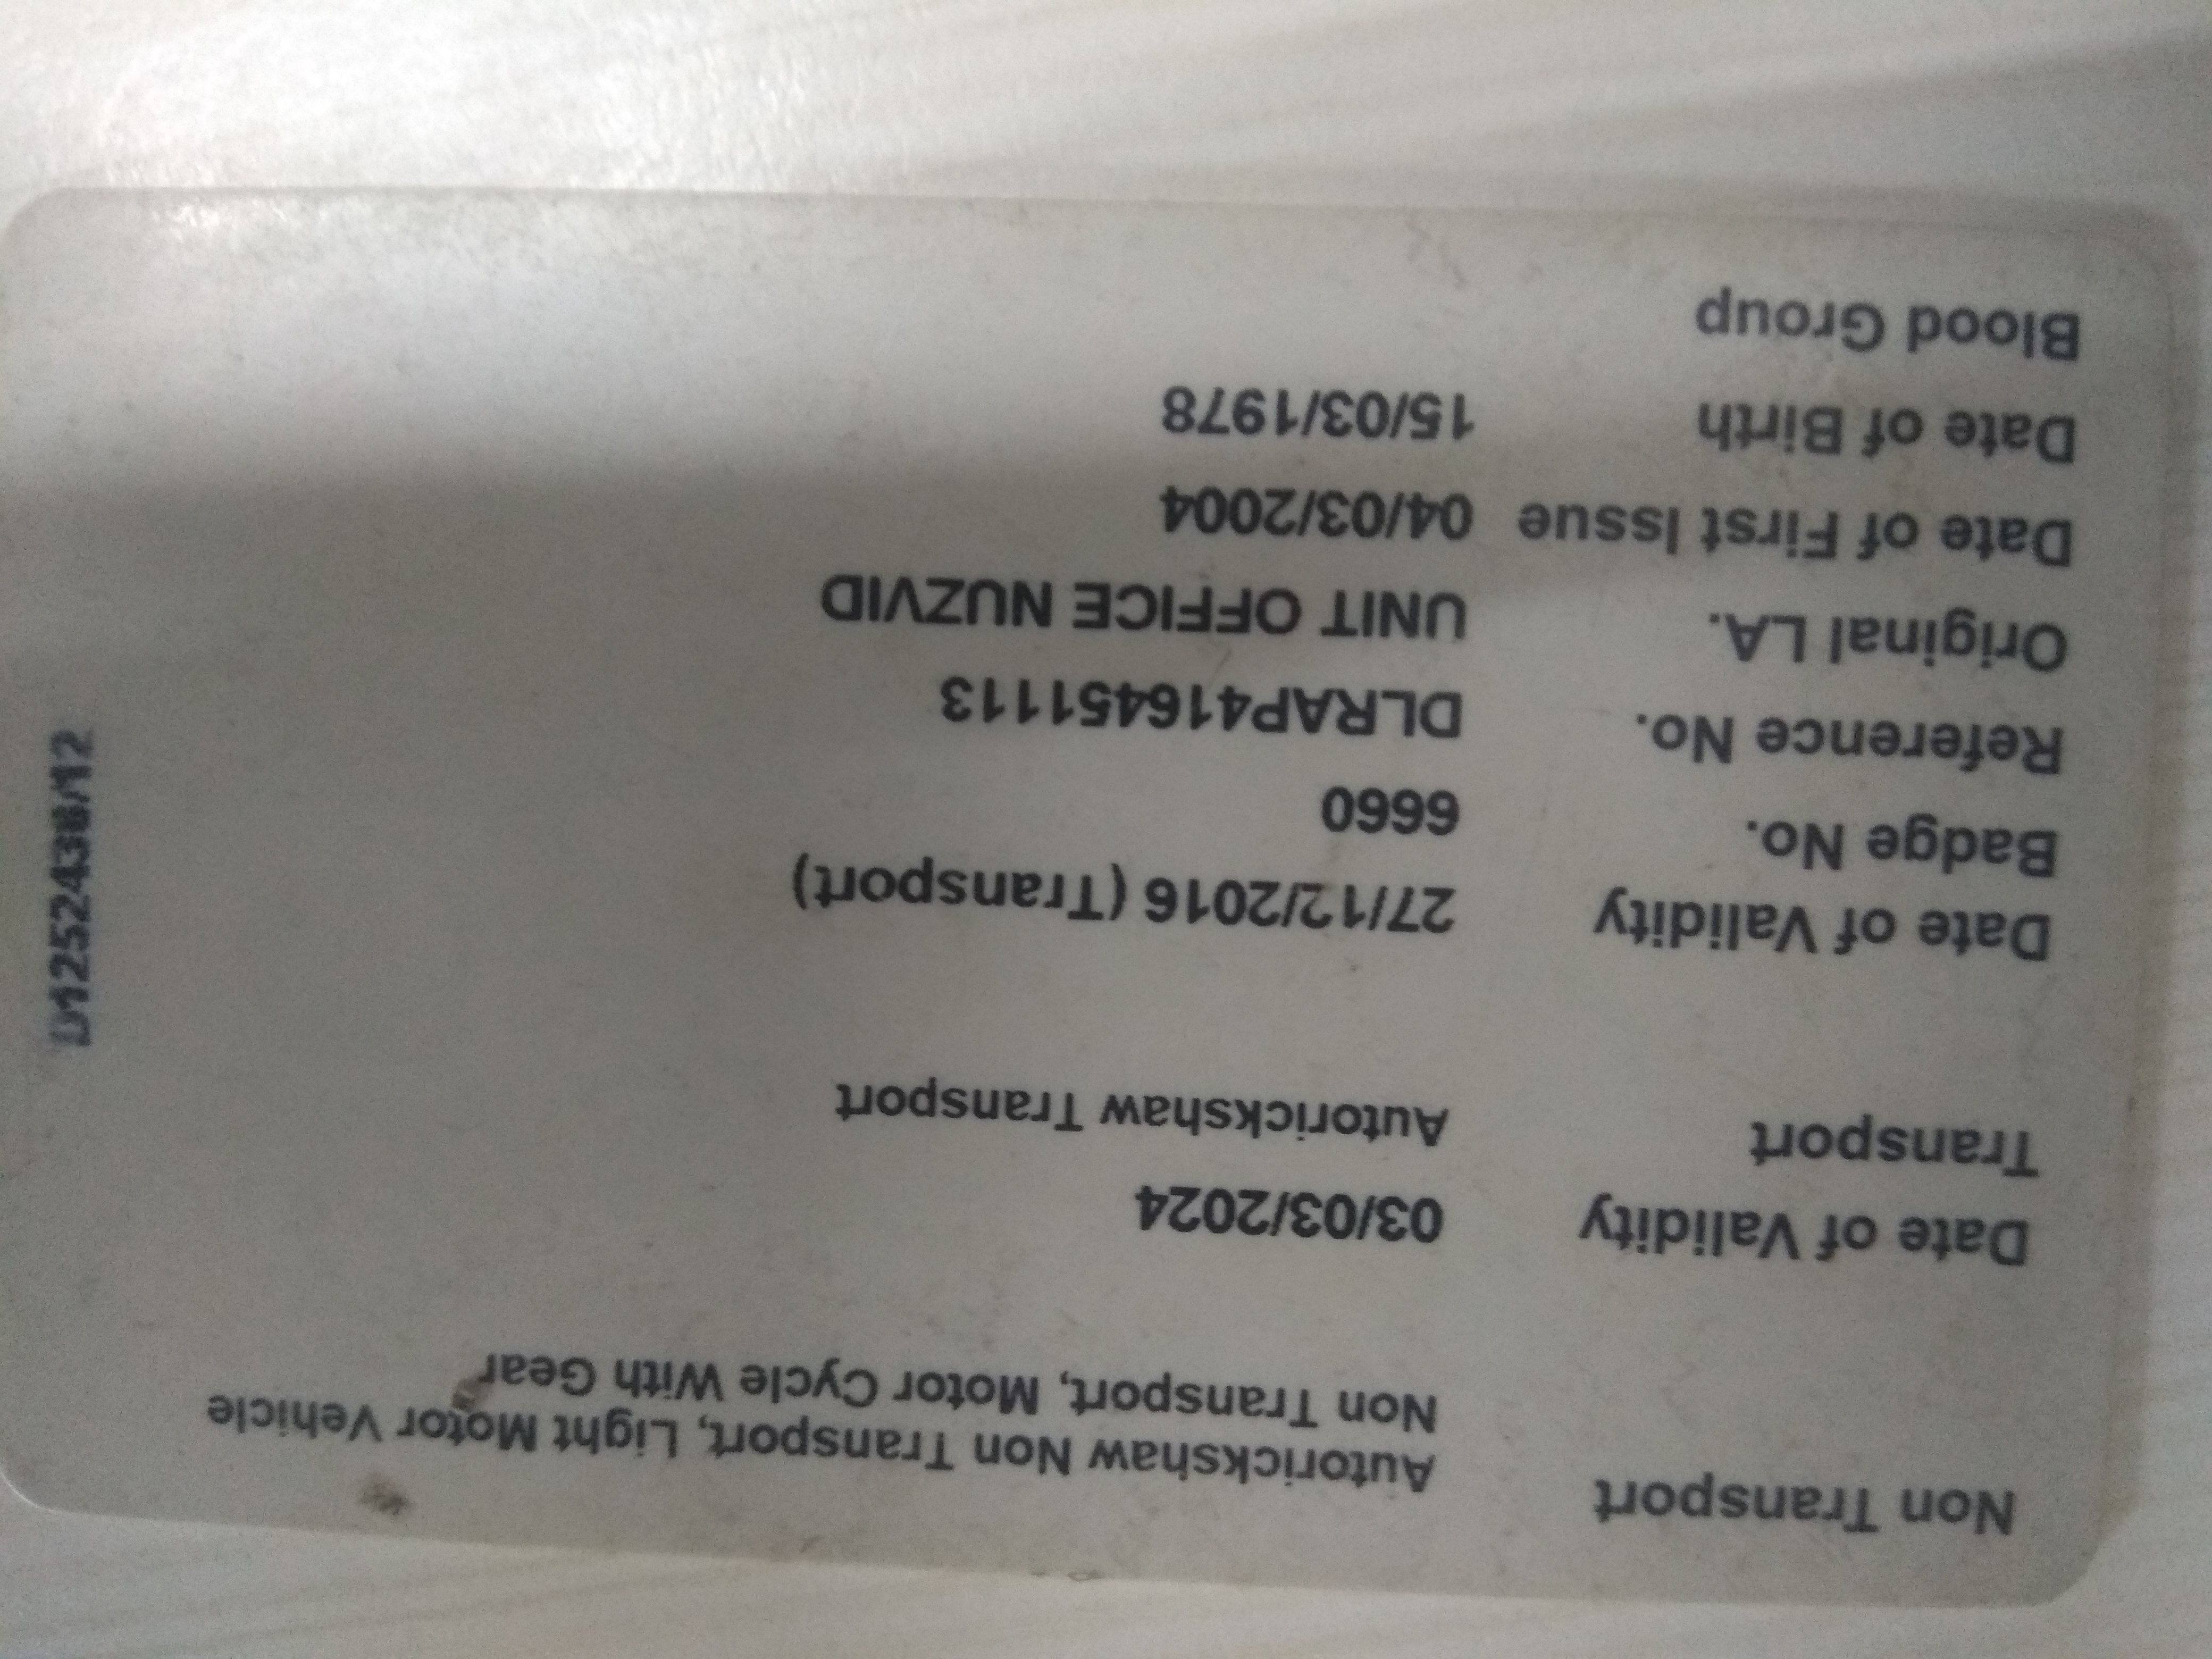 Non Transport Autorickshaw Non Transport, Light Motor Vehicle
Non Transport, Motor Cycle With Gear
Date of Validity 03/03/2024
Transport Autorickshaw Transport
Date of Validity 27/12/2016 (Transport)
Badge No. 6660
Reference No. DLRAP416451113
Original LA. UNIT OFFICE NUZVID
Date of First Issue 04/03/2004
Date of Birth 15/03/1978
Blood Group